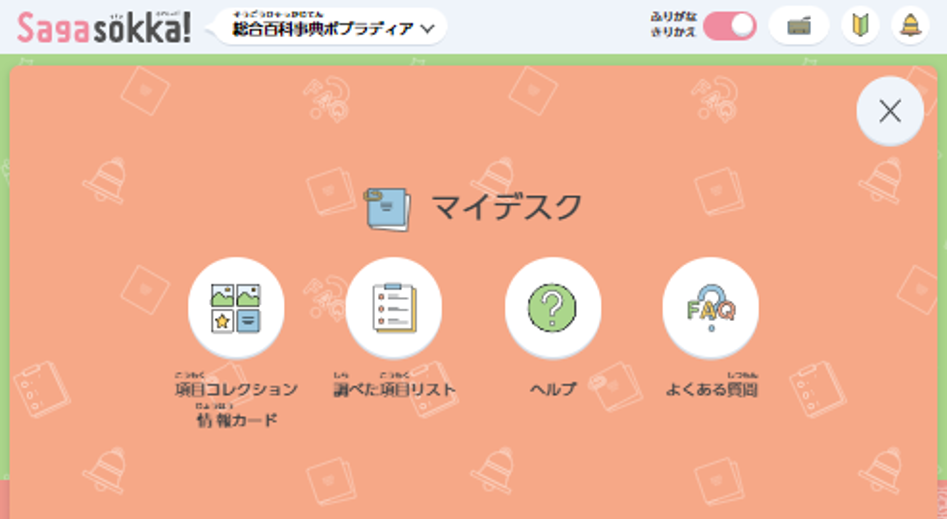 Sagasokka!
総合百科事典ポプラディア
ふりがな
きりかえ
マイデスク
FAQ
項目コレクション
情報カード
調べた項目リスト
ヘルプ
よくある質問